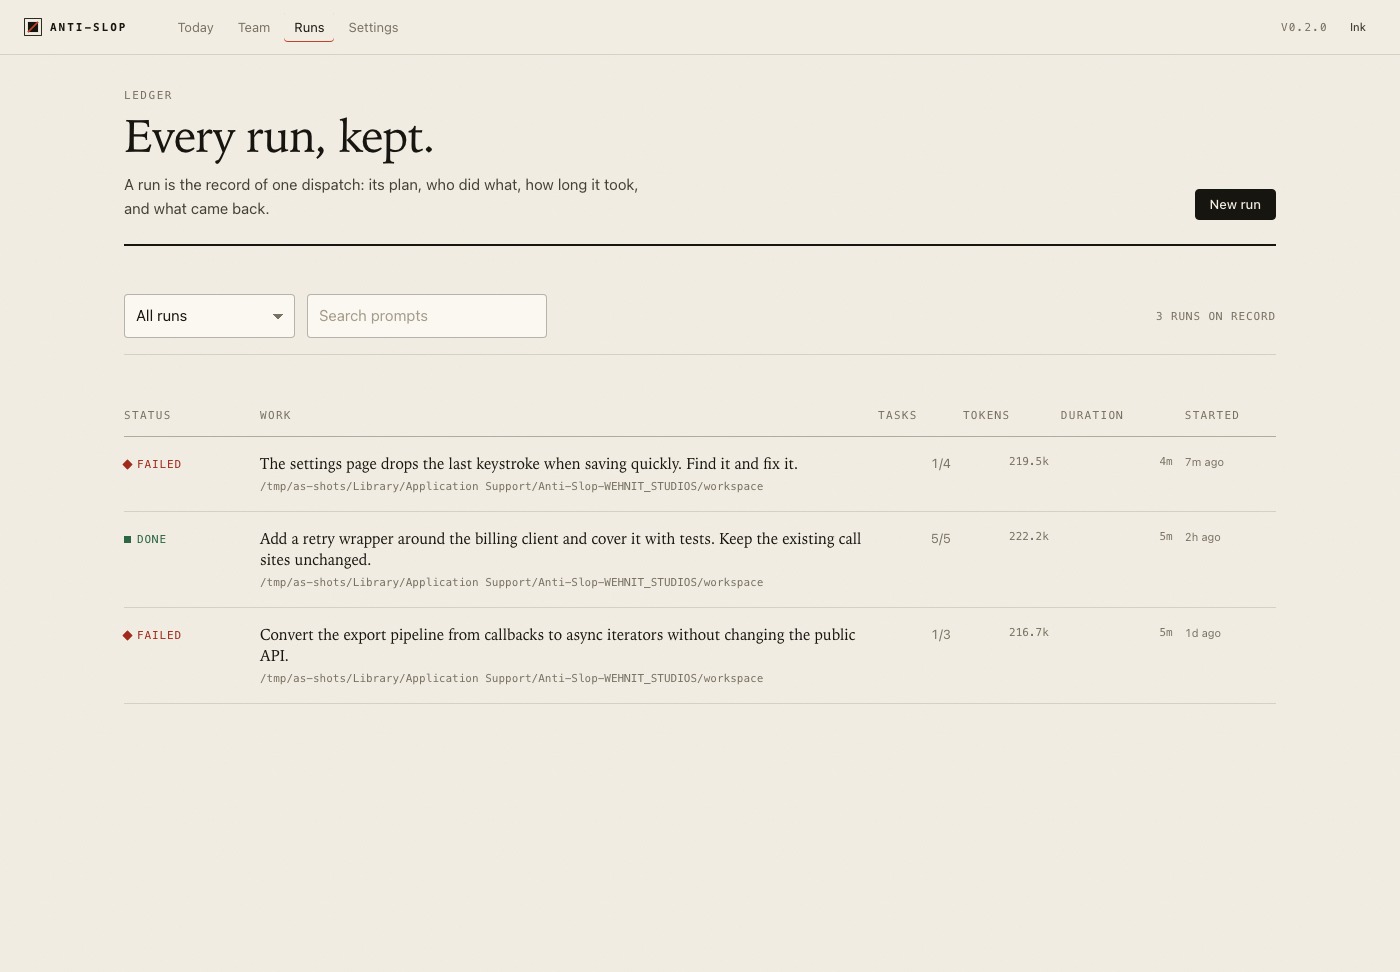 ANTI-SLOP Today Team Runs Settings V0.2.0 Ink
LEDGER
Every run, kept.
A run is the record of one dispatch: its plan, who did what, how long it took,
and what came back.
New run
All runs Search prompts 3 RUNS ON RECORD
STATUS WORK TASKS TOKENS DURATION STARTED
FAILED The settings page drops the last keystroke when saving quickly. Find it and fix it. 1/4 219.5k 4m 7m ago
/tmp/as-shots/Library/Application Support/Anti-Slop-WEHNIT_STUDIOS/workspace
DONE Add a retry wrapper around the billing client and cover it with tests. Keep the existing call 5/5 222.2k 5m 2h ago
sites unchanged.
/tmp/as-shots/Library/Application Support/Anti-Slop-WEHNIT_STUDIOS/workspace
FAILED Convert the export pipeline from callbacks to async iterators without changing the public 1/3 216.7k 5m 1d ago
API.
/tmp/as-shots/Library/Application Support/Anti-Slop-WEHNIT_STUDIOS/workspace